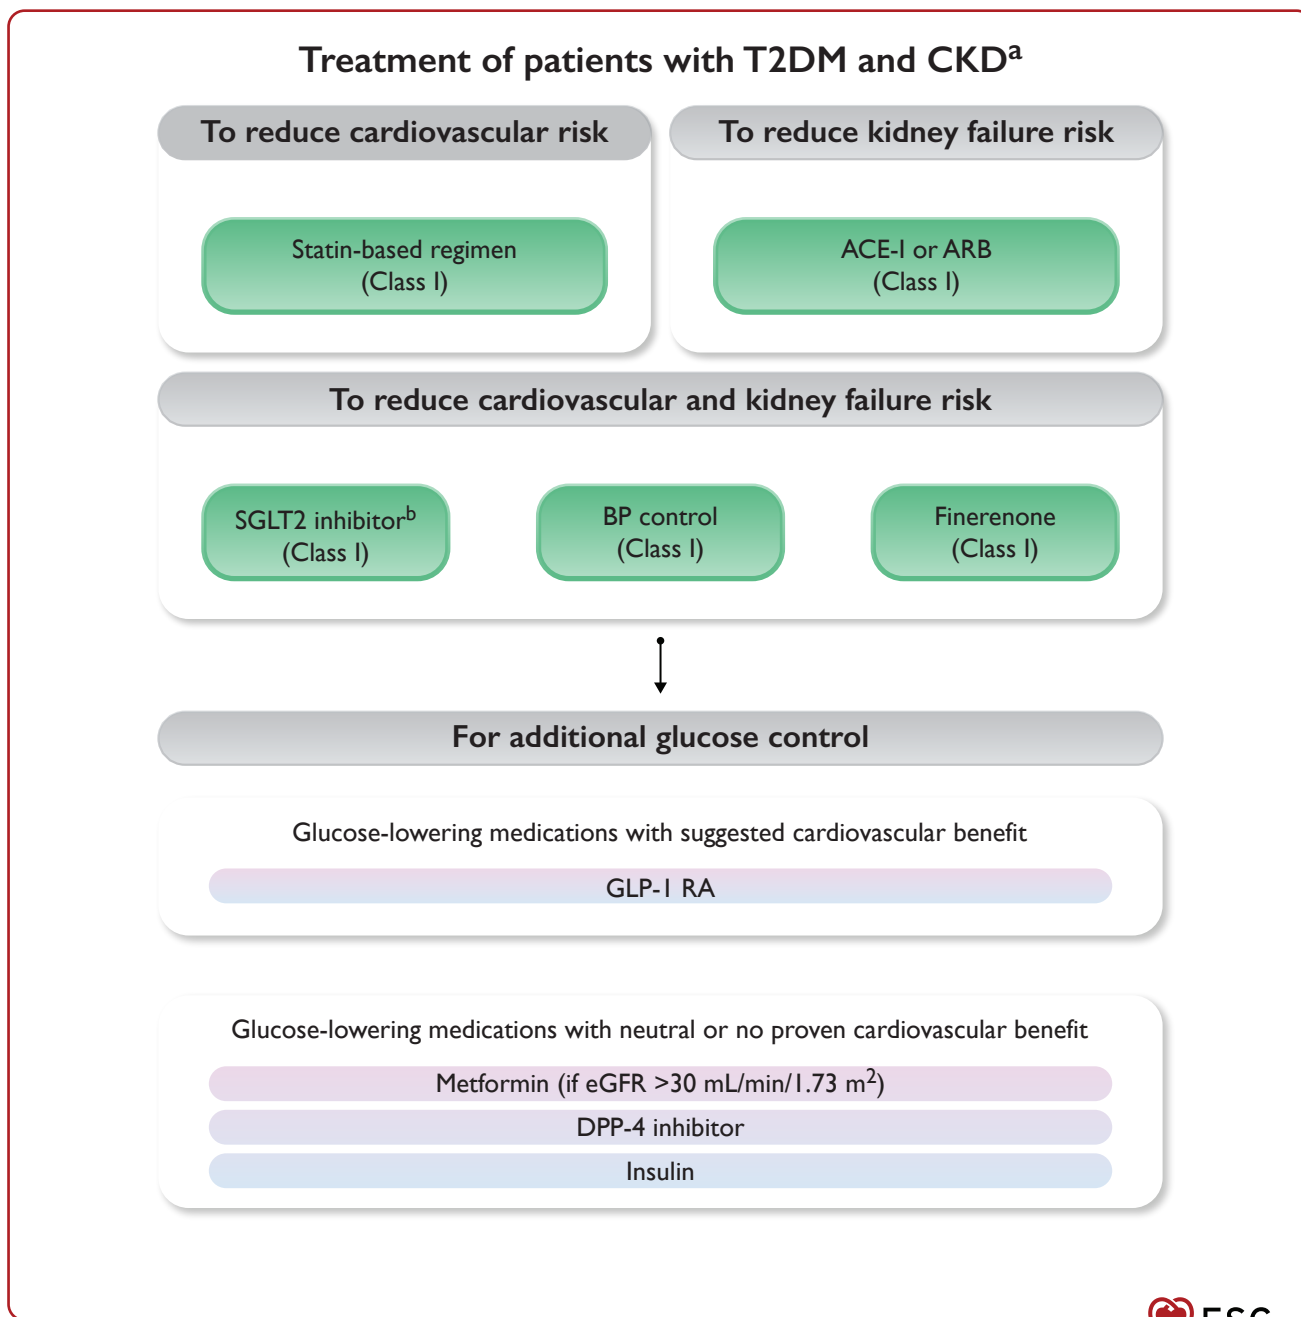 Treatment of patients with T2DM and CKDᵃ
To reduce cardiovascular risk
To reduce kidney failure risk
Statin-based regimen
(Class I)
ACE-I or ARB
(Class I)
To reduce cardiovascular and kidney failure risk
SGLT2 inhibitorᵇ
(Class I)
BP control
(Class I)
Finerenone
(Class I)
For additional glucose control
Glucose-lowering medications with suggested cardiovascular benefit
GLP-1 RA
Glucose-lowering medications with neutral or no proven cardiovascular benefit
Metformin (if eGFR >30 mL/min/1.73 m²)
DPP-4 inhibitor
Insulin
ESC